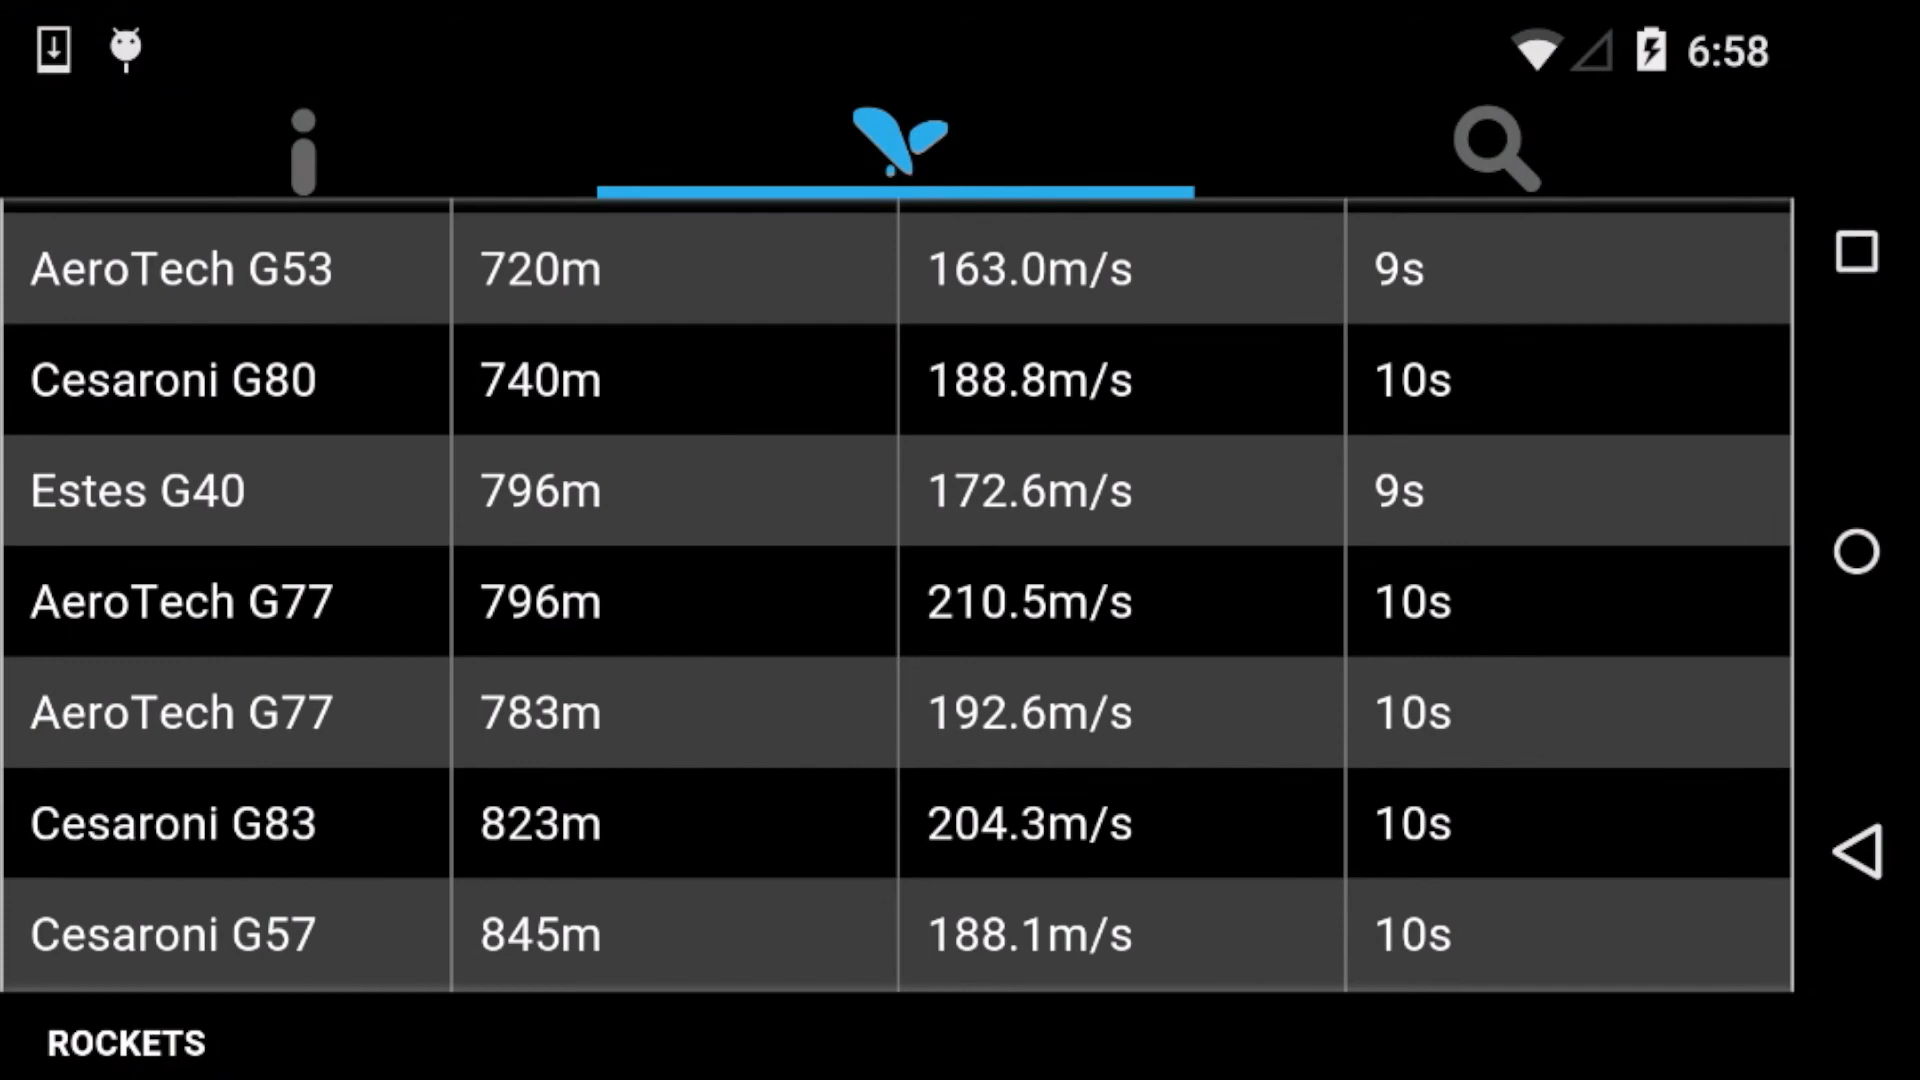 6:58
AeroTech G53 720m 163.0m/s 9s
Cesaroni G80 740m 188.8m/s 10s
Estes G40 796m 172.6m/s 9s
AeroTech G77 796m 210.5m/s 10s
AeroTech G77 783m 192.6m/s 10s
Cesaroni G83 823m 204.3m/s 10s
Cesaroni G57 845m 188.1m/s 10s
ROCKETS